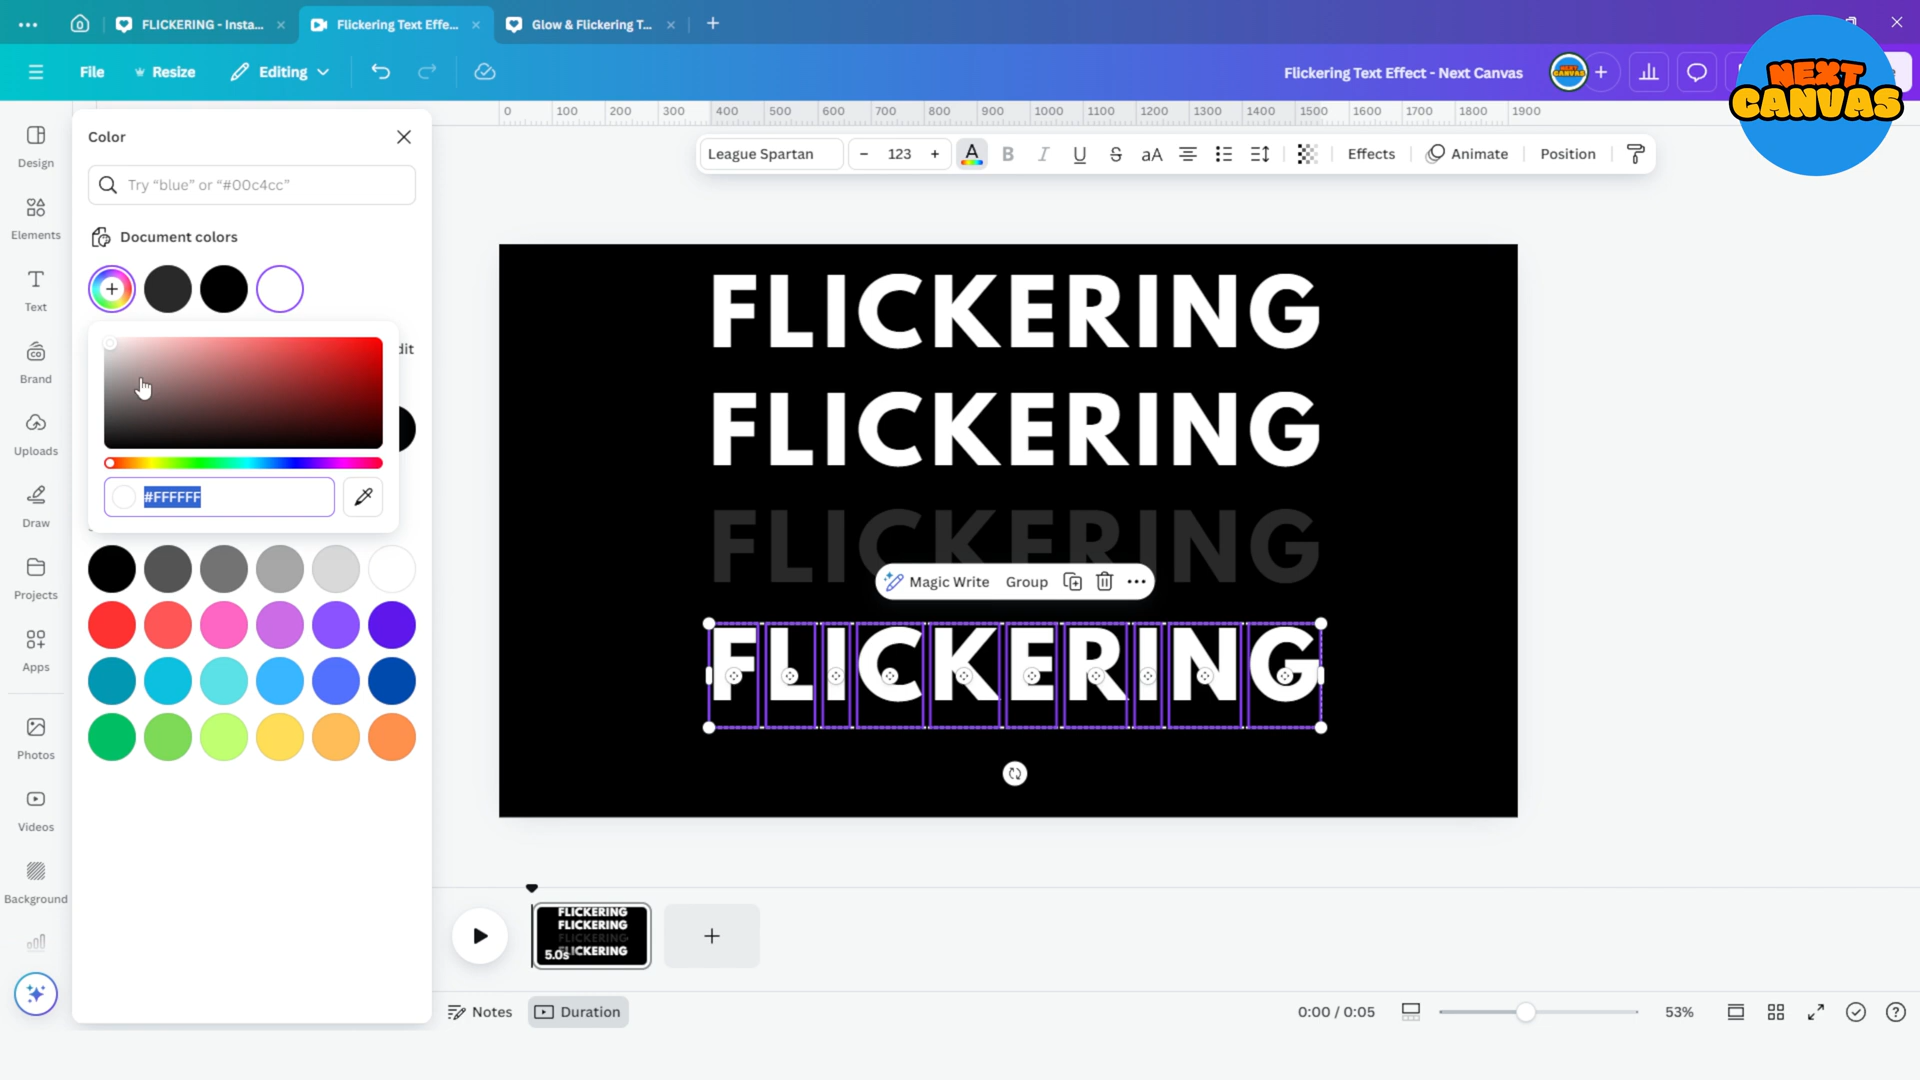 FLICKERING - Insta...
Flickering Text Effe...
Glow & Flickering T...
File
Resize
Editing
Flickering Text Effect - Next Canvas
NEXT
CANVAS
0 100 200 300 400 500 600 700 800 900 1000 1100 1200 1300 1400 1500 1600 1700 1800 1900
Design
Elements
Text
Brand
Uploads
Draw
Projects
Apps
Photos
Videos
Background
Color
Try “blue” or “#00c4cc”
Document colors
dit
#FFFFFF
League Spartan
123
A
B
I
U
S
aA
Effects
Animate
Position
FLICKERING
FLICKERING
FLICKERING
Magic Write
Group
FLICKERING
FLICKERING
FLICKERING
FLICKERING
FLICKERING
5.0s
Notes
Duration
0:00 / 0:05
53%